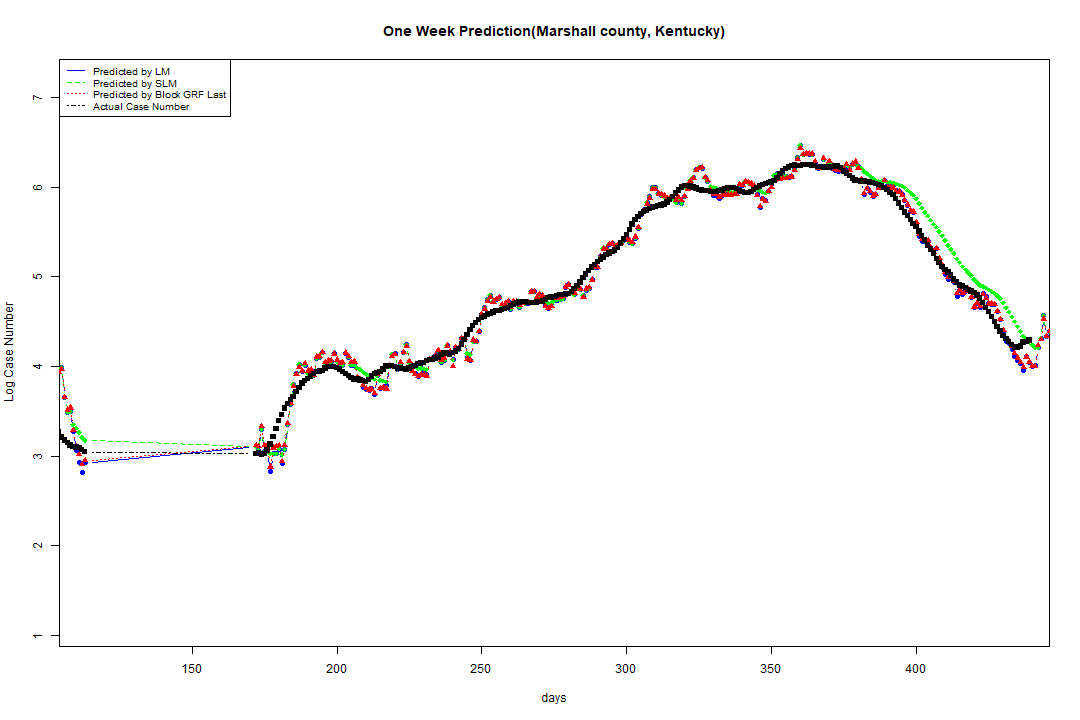 One Week Prediction(Marshall county, Kentucky)
Predicted by LM
Predicted by SLM
Predicted by Block GRF Last
Actual Case Number
7
6
5
4
3
2
1
Log Case Number
150 200 250 300 350 400
days